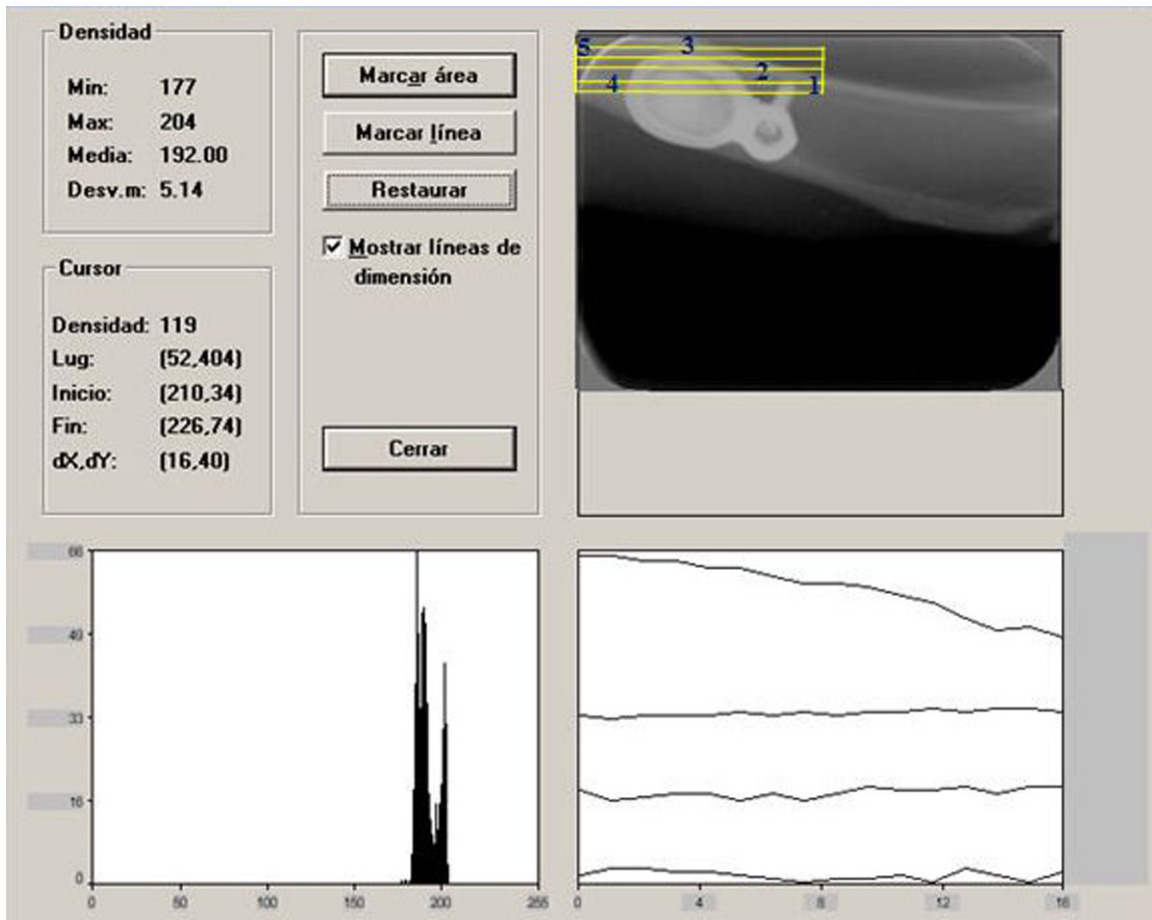 Densidad
Min: 177
Max: 204
Media: 192.00
Desv.m: 5.14
Cursor
Densidad: 119
Lug: (52,404)
Inicio: (210,34)
Fin: (226,74)
dX,dY: (16,40)
Marcar área
Marcar línea
Restaurar
Mostrar líneas de
dimensión
Cerrar
5 3
2
4 1
66
49
33
16
0
0 50 100 150 200 255
0 4 8 12 16